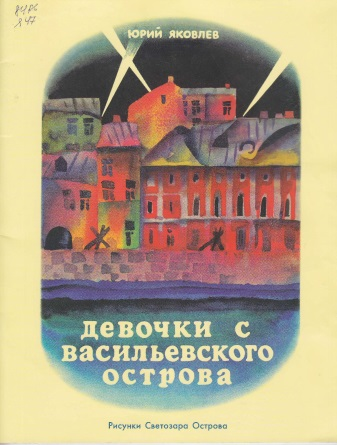 ЮРИЙ ЯКОВЛЕВ
ДЕВОЧКИ С
ВАСИЛЬЕВСКОГО
ОСТРОВА
Рисунки Светозара Острова